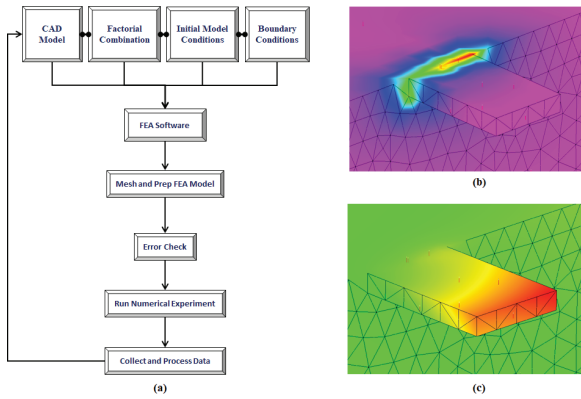 CAD
Model
Factorial
Combination
Initial Model
Conditions
Boundary
Conditions
FEA Software
Mesh and Prep FEA Model
Error Check
Run Numerical Experiment
Collect and Process Data
(a)
(b)
(c)